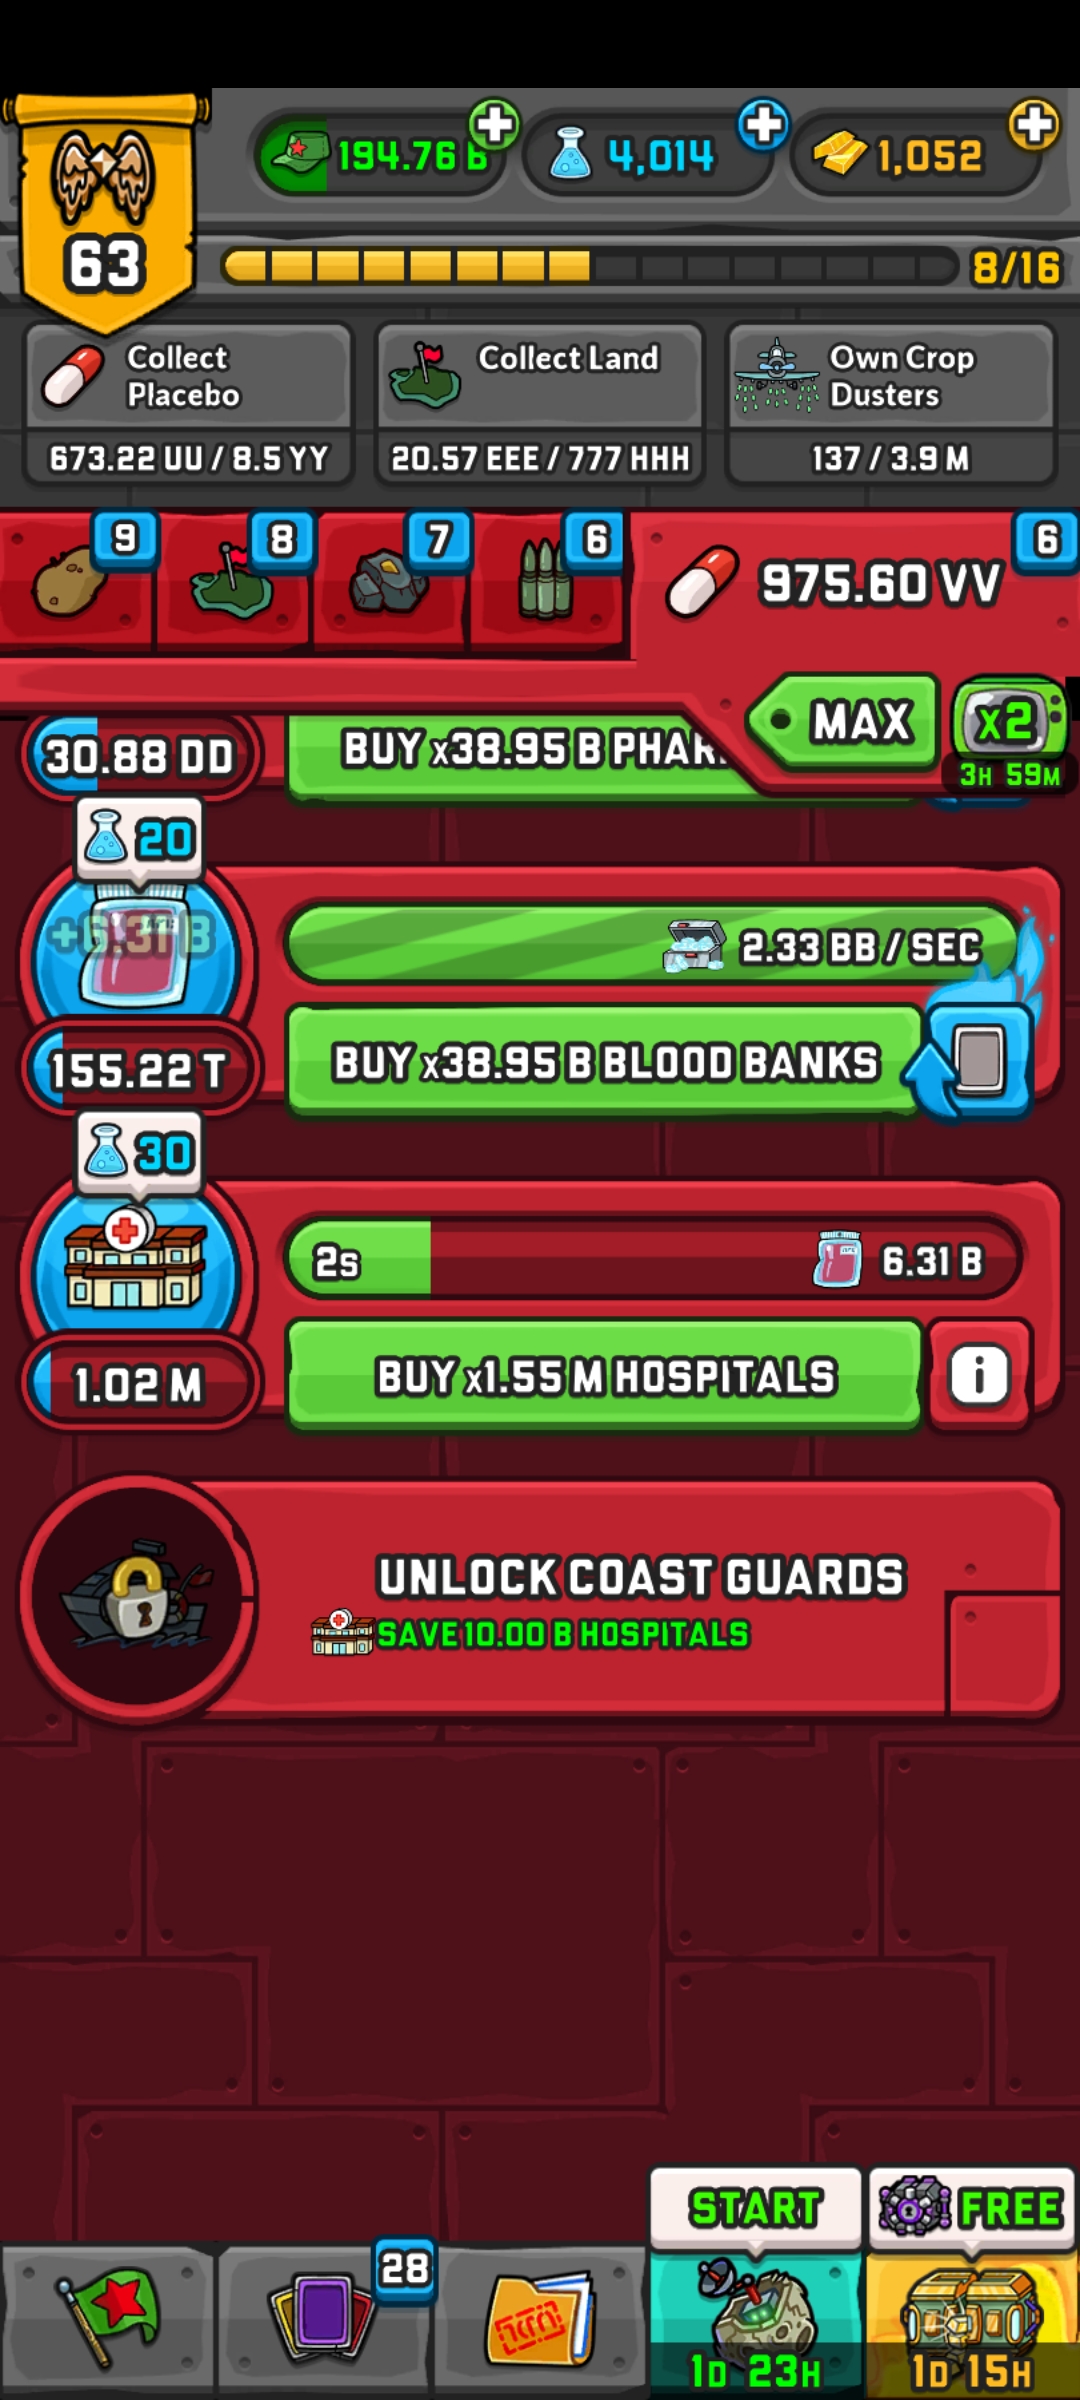 194.76 B
4,014
1,052
63
8/16
Collect
Placebo
673.22 UU / 8.5 YY
Collect Land
20.57 EEE / 777 HHH
Own Crop
Dusters
137 / 3.9 M
9
8
7
6
975.60 VV
6
MAX
x2
3H 59M
30.88 DD
BUY x38.95 B PHAR
20
+6.31 B
2.33 BB / SEC
155.22 T
BUY x38.95 B BLOOD BANKS
30
2s
6.31 B
1.02 M
BUY x1.55 M HOSPITALS
i
UNLOCK COAST GUARDS
SAVE 10.00 B HOSPITALS
START
FREE
28
1D 23H
1D 15H